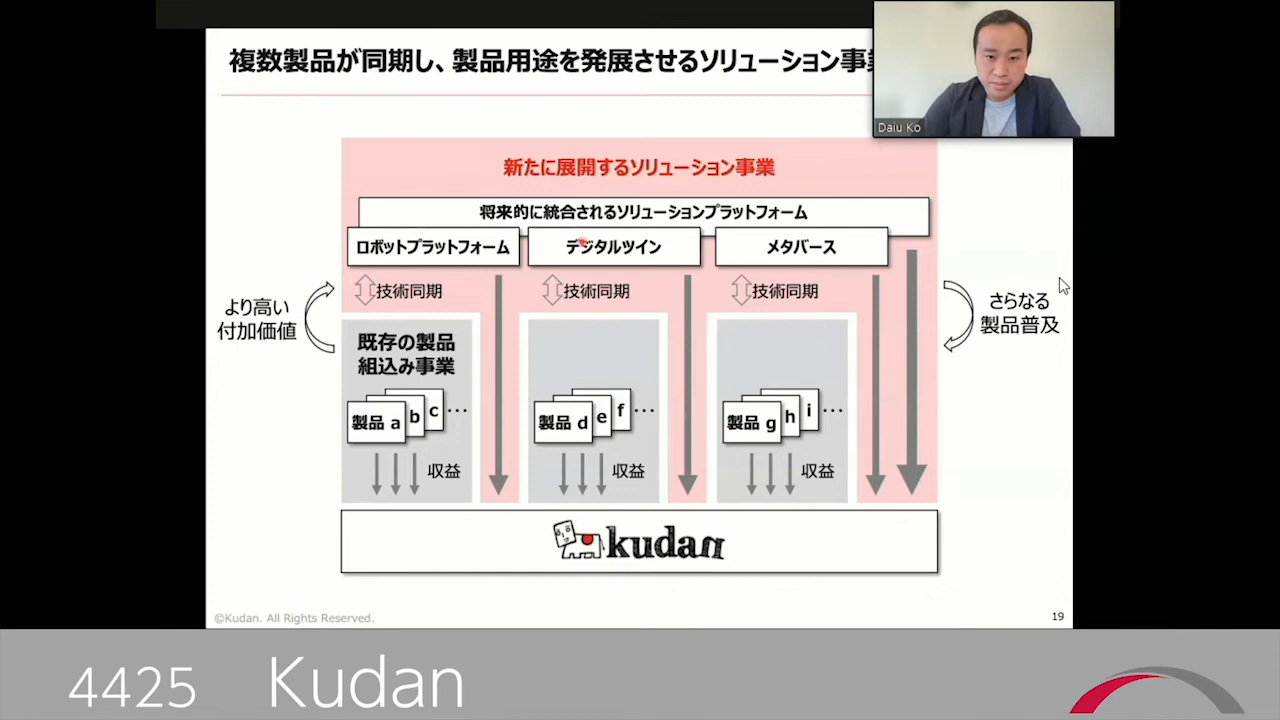 複数製品が同期し、製品用途を発展させるソリューション事業
Daiu Ko
新たに展開するソリューション事業
将来的に統合されるソリューションプラットフォーム
ロボットプラットフォーム
デジタルツイン
メタバース
技術同期
技術同期
技術同期
より高い
付加価値
さらなる
製品普及
既存の製品
組込み事業
製品 a
b
c
…
製品 d
e
f
…
製品 g
h
i
…
収益
収益
収益
kudan
©Kudan. All Rights Reserved.
19
4425 Kudan